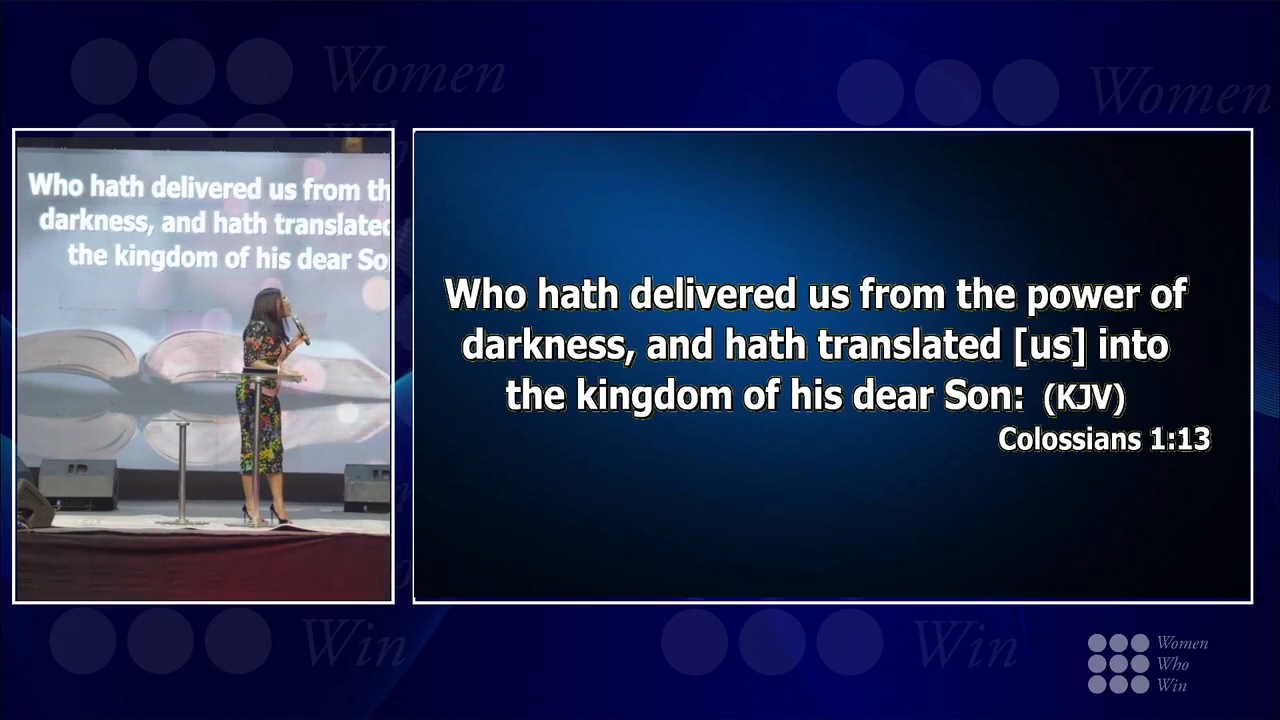 Women
Women
Who hath delivered us from th
darkness, and hath translated
the kingdom of his dear So
Who hath delivered us from the power of
darkness, and hath translated [us] into
the kingdom of his dear Son: (KJV)
Colossians 1:13
Win
Win
Women
Who
Win